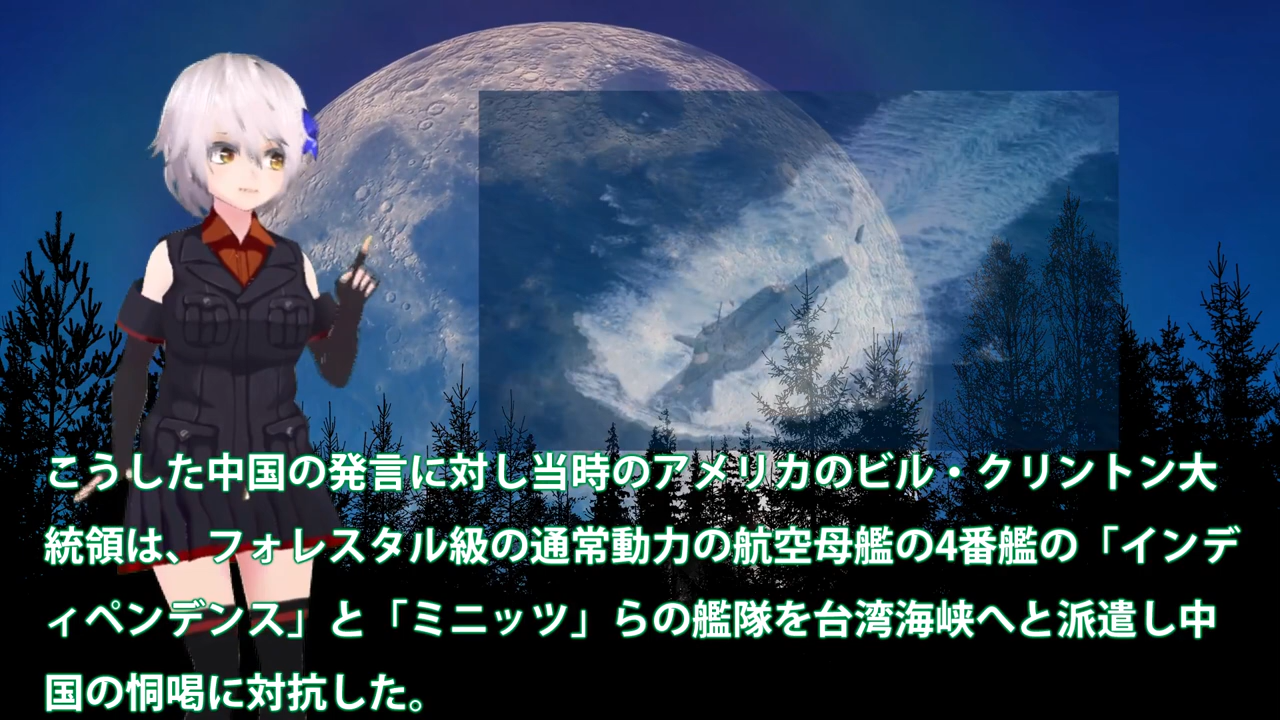 こうした中国の発言に対し当時のアメリカのビル・クリントン大
統領は、フォレスタル級の通常動力の航空母艦の4番艦の「インデ
ィペンデンス」と「ミニッツ」らの艦隊を台湾海峡へと派遣し中
国の恫喝に対抗した。